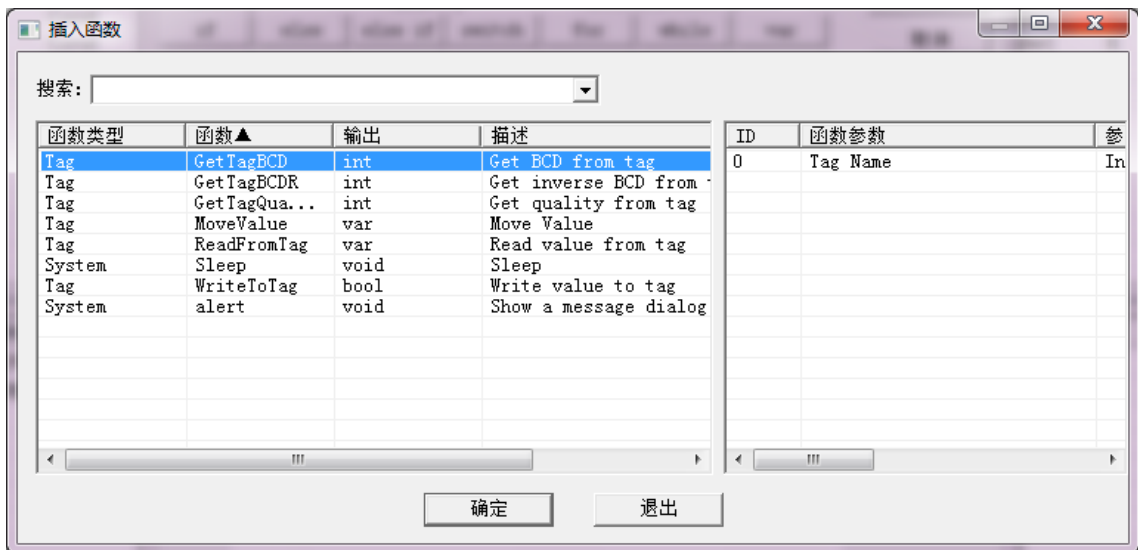 插入函数
搜索:
函数类型 函数▲ 输出 描述
Tag GetTagBCD int Get BCD from tag
Tag GetTagBCDR int Get inverse BCD from
Tag GetTagQua... int Get quality from tag
Tag MoveValue var Move Value
Tag ReadFromTag var Read value from tag
System Sleep void Sleep
Tag WriteToTag bool Write value to tag
System alert void Show a message dialog
ID 函数参数 参
0 Tag Name In
确定 退出